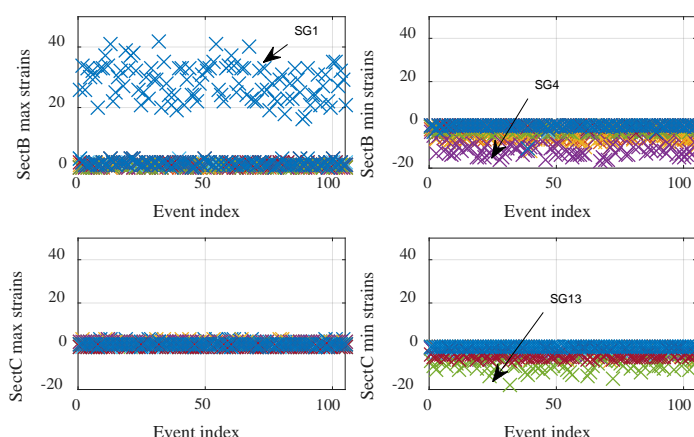 SectB max strains
40
20
0
0
50
100
Event index
SG1
SectB min strains
40
20
0
-20
0
50
100
Event index
SG4
SectC max strains
40
20
0
-20
0
50
100
Event index
SectC min strains
40
20
0
-20
0
50
100
Event index
SG13